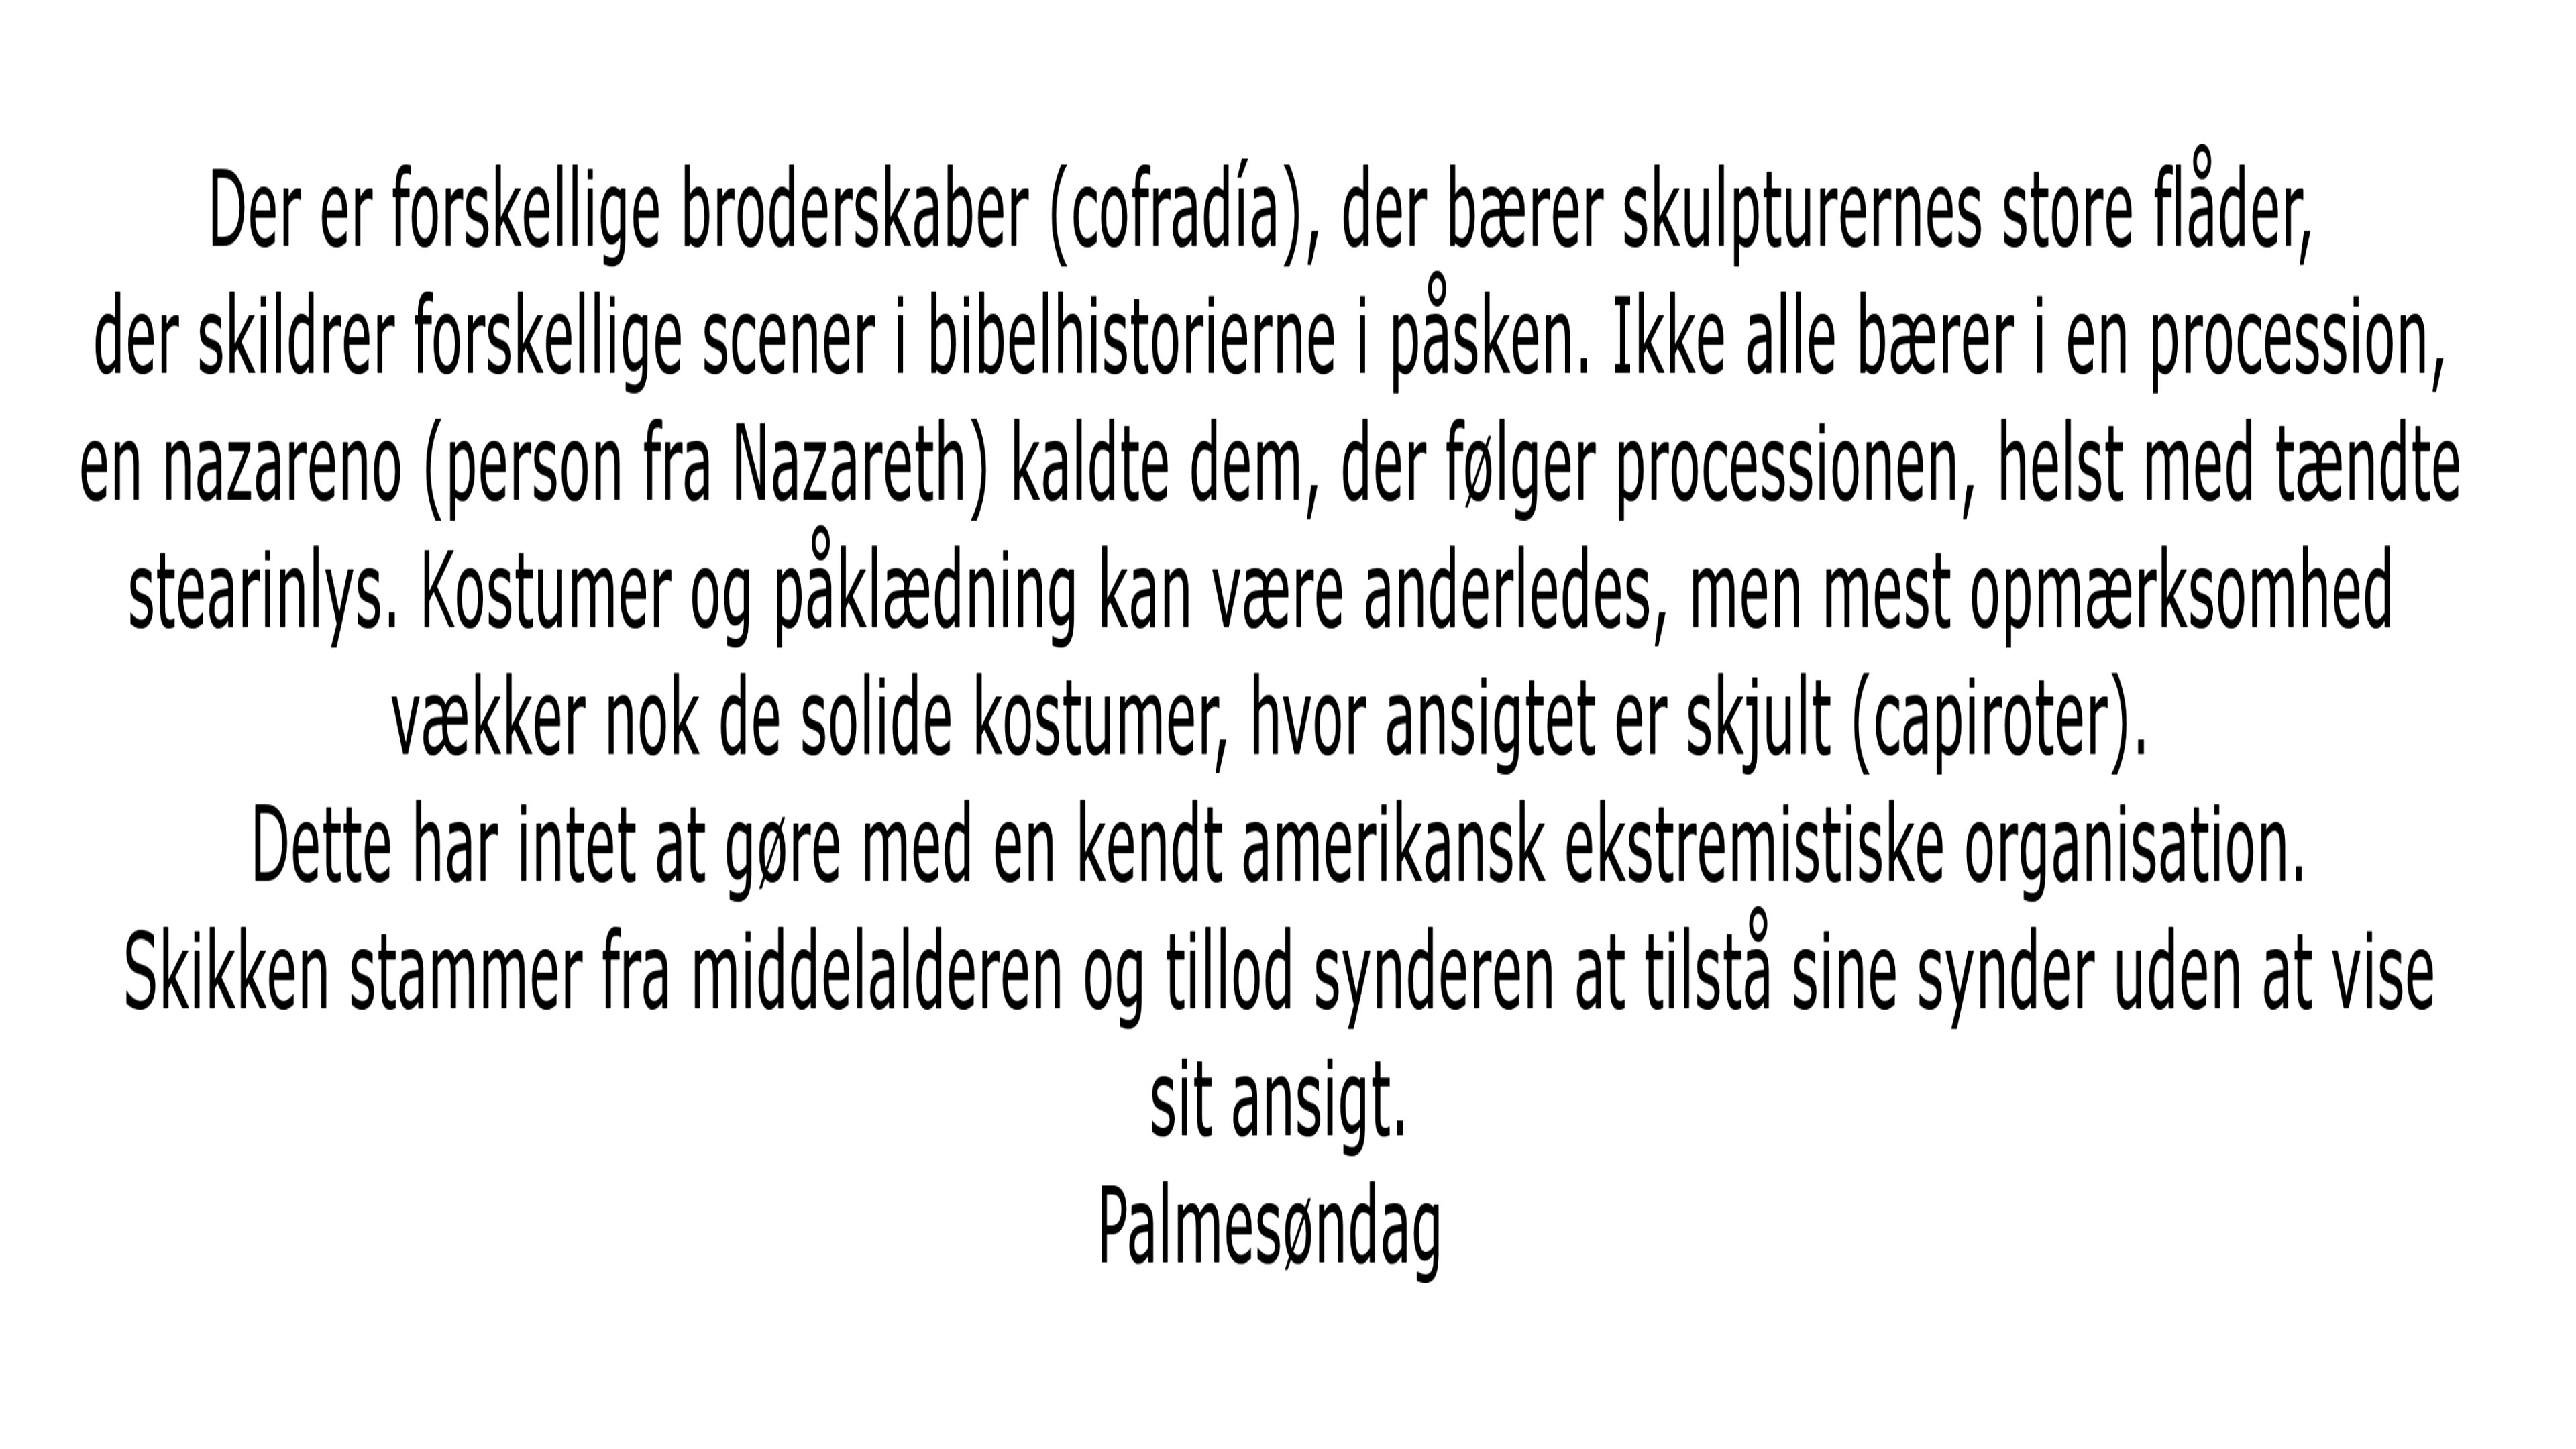 Der er forskellige broderskaber (cofradía), der bærer skulpturernes store flåder,
der skildrer forskellige scener i bibelhistorierne i påsken. Ikke alle bærer i en procession,
en nazareno (person fra Nazareth) kaldte dem, der følger processionen, helst med tændte
stearinlys. Kostumer og påklædning kan være anderledes, men mest opmærksomhed
vækker nok de solide kostumer, hvor ansigtet er skjult (capiroter).
Dette har intet at gøre med en kendt amerikansk ekstremistiske organisation.
Skikken stammer fra middelalderen og tillod synderen at tilstå sine synder uden at vise
sit ansigt.
Palmesøndag